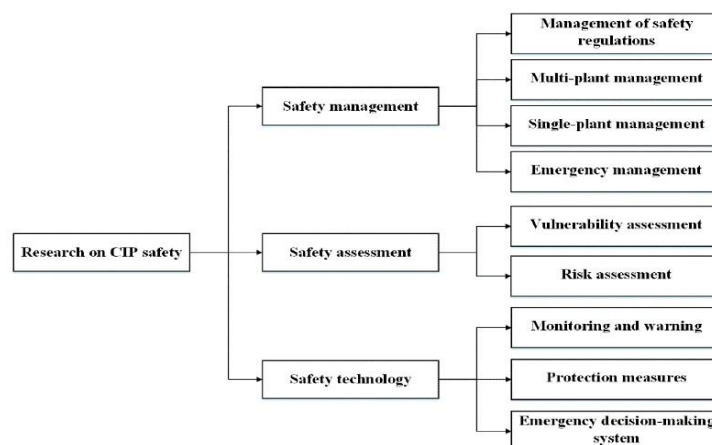 Management of safety
regulations
Multi-plant management
Safety management
Single-plant management
Emergency management
Vulnerability assessment
Research on CIP safety
Safety assessment
Risk assessment
Monitoring and warning
Safety technology
Protection measures
Emergency decision-making
system